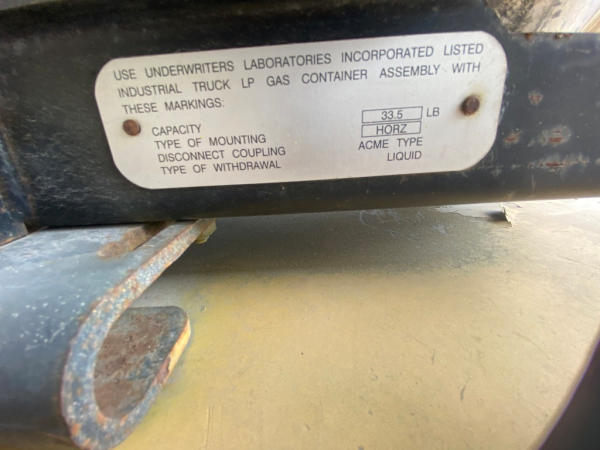 USE UNDERWRITERS LABORATORIES INCORPORATED LISTED
INDUSTRIAL TRUCK LP GAS CONTAINER ASSEMBLY WITH
THESE MARKINGS:
CAPACITY 33.5 LB
TYPE OF MOUNTING HORZ
DISCONNECT COUPLING ACME TYPE
TYPE OF WITHDRAWAL LIQUID